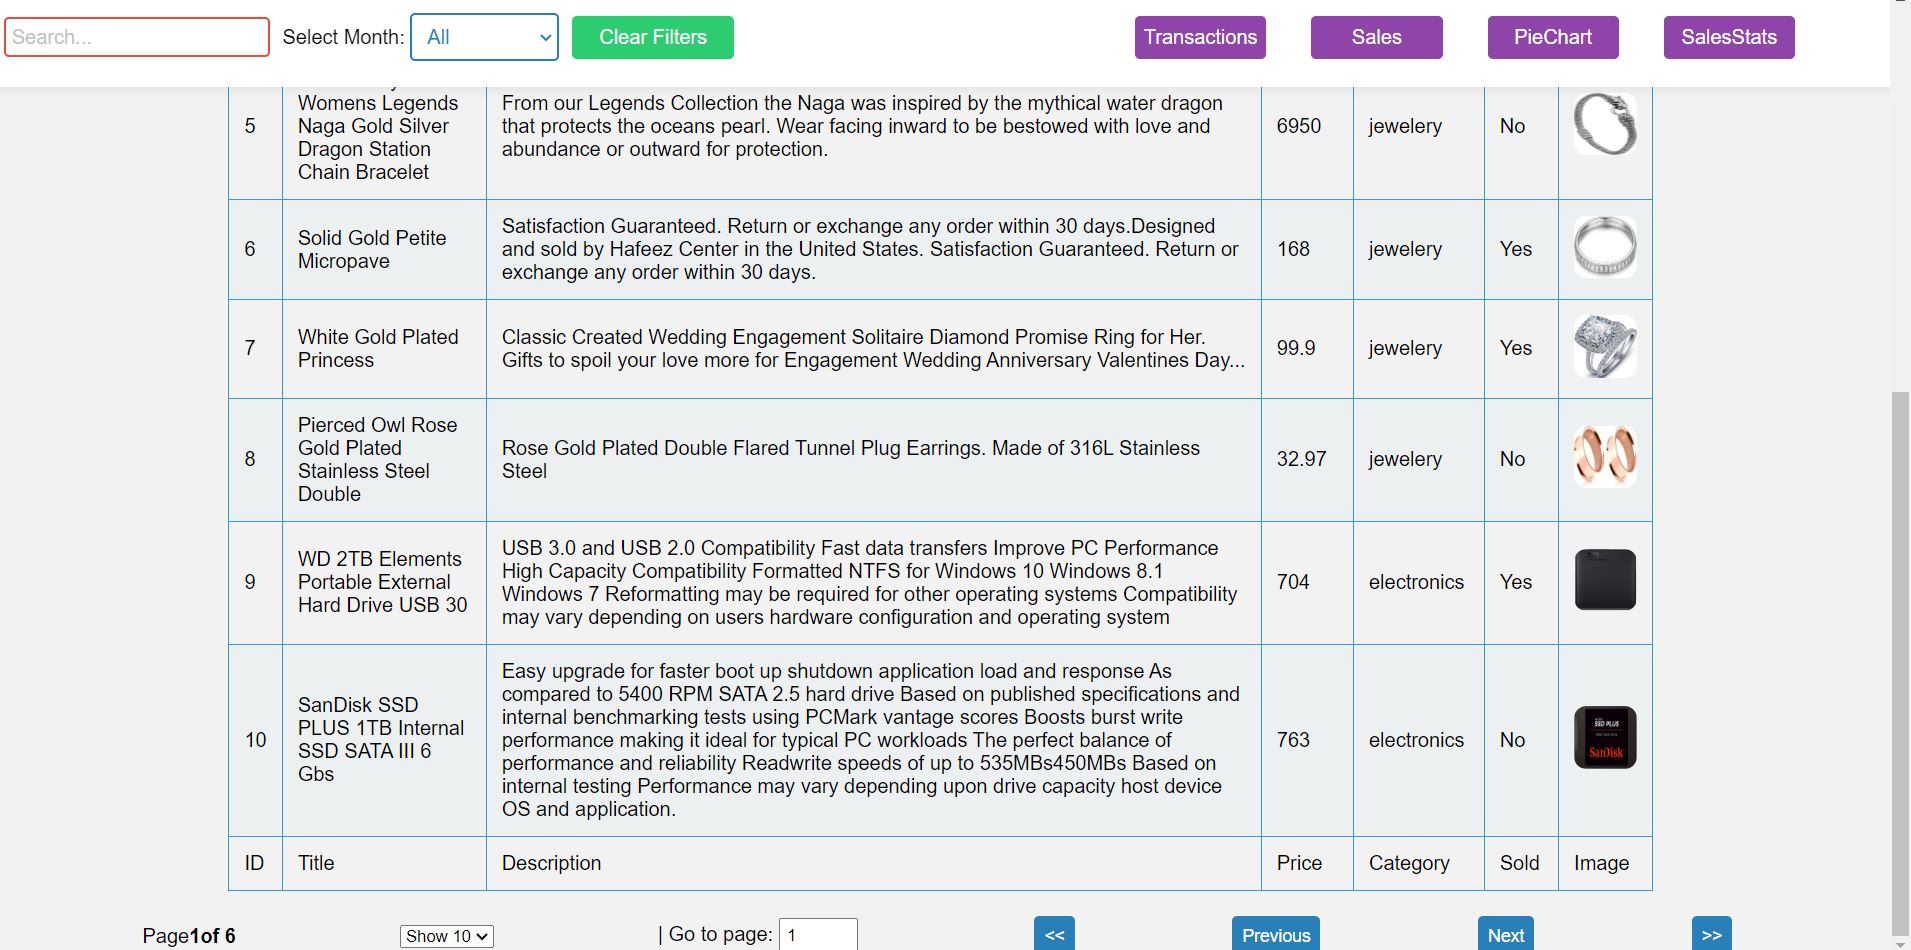 Search...
Select Month:
All
Clear Filters
Transactions
Sales
PieChart
SalesStats
5
Womens Legends
Naga Gold Silver
Dragon Station
Chain Bracelet
From our Legends Collection the Naga was inspired by the mythical water dragon
that protects the oceans pearl. Wear facing inward to be bestowed with love and
abundance or outward for protection.
6950
jewelery
No
6
Solid Gold Petite
Micropave
Satisfaction Guaranteed. Return or exchange any order within 30 days.Designed
and sold by Hafeez Center in the United States. Satisfaction Guaranteed. Return or
exchange any order within 30 days.
168
jewelery
Yes
7
White Gold Plated
Princess
Classic Created Wedding Engagement Solitaire Diamond Promise Ring for Her.
Gifts to spoil your love more for Engagement Wedding Anniversary Valentines Day...
99.9
jewelery
Yes
8
Pierced Owl Rose
Gold Plated
Stainless Steel
Double
Rose Gold Plated Double Flared Tunnel Plug Earrings. Made of 316L Stainless
Steel
32.97
jewelery
No
9
WD 2TB Elements
Portable External
Hard Drive USB 30
USB 3.0 and USB 2.0 Compatibility Fast data transfers Improve PC Performance
High Capacity Compatibility Formatted NTFS for Windows 10 Windows 8.1
Windows 7 Reformatting may be required for other operating systems Compatibility
may vary depending on users hardware configuration and operating system
704
electronics
Yes
10
SanDisk SSD
PLUS 1TB Internal
SSD SATA III 6
Gbs
Easy upgrade for faster boot up shutdown application load and response As
compared to 5400 RPM SATA 2.5 hard drive Based on published specifications and
internal benchmarking tests using PCMark vantage scores Boosts burst write
performance making it ideal for typical PC workloads The perfect balance of
performance and reliability Readwrite speeds of up to 535MBs450MBs Based on
internal testing Performance may vary depending upon drive capacity host device
OS and application.
763
electronics
No
SSD PLUS
SanDisk
ID
Title
Description
Price
Category
Sold
Image
Page1of 6
Show 10
| Go to page: 1
<<
Previous
Next
>>